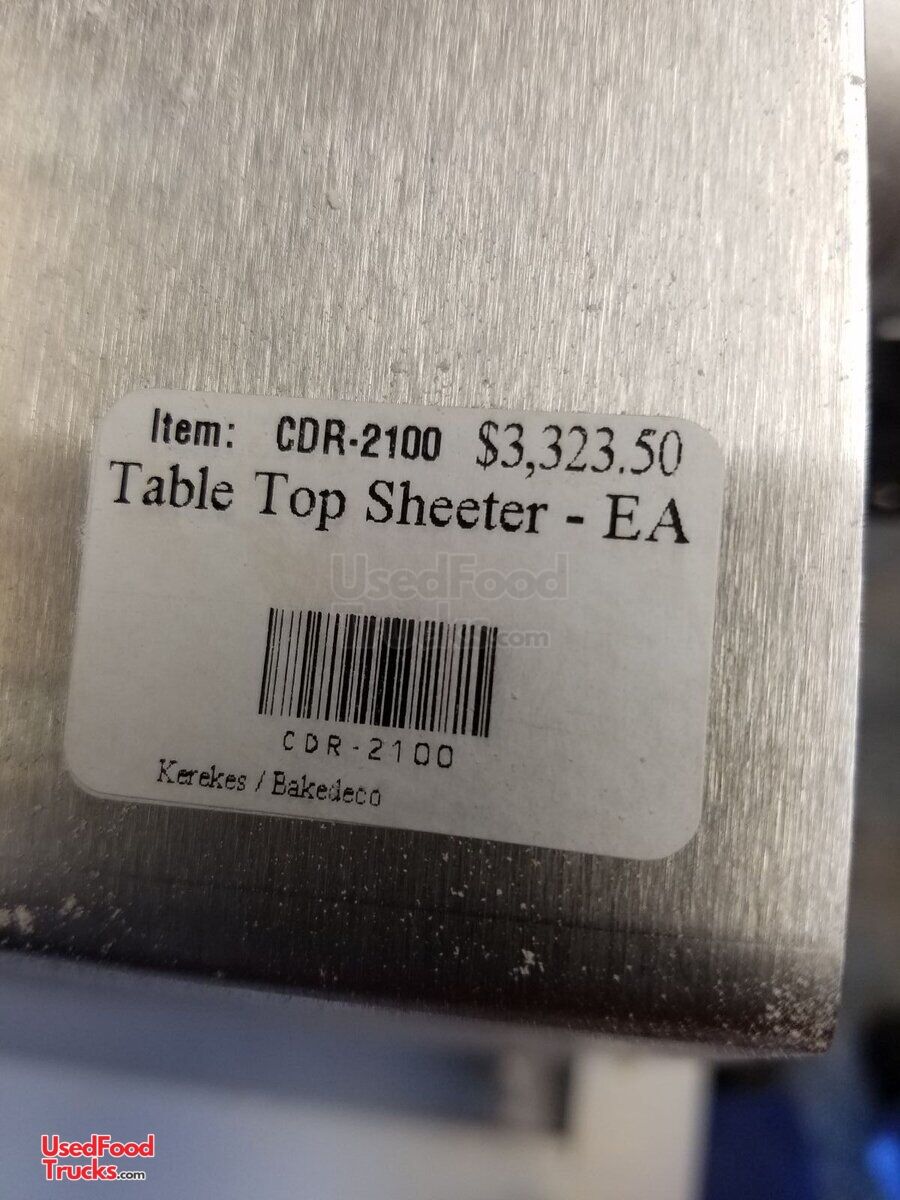 Item: CDR-2100 $3,323.50
Table Top Sheeter - EA
UsedFood
Trucks.com
CDR-2100
Kerekes / Bakedeco
UsedFood
Trucks.com